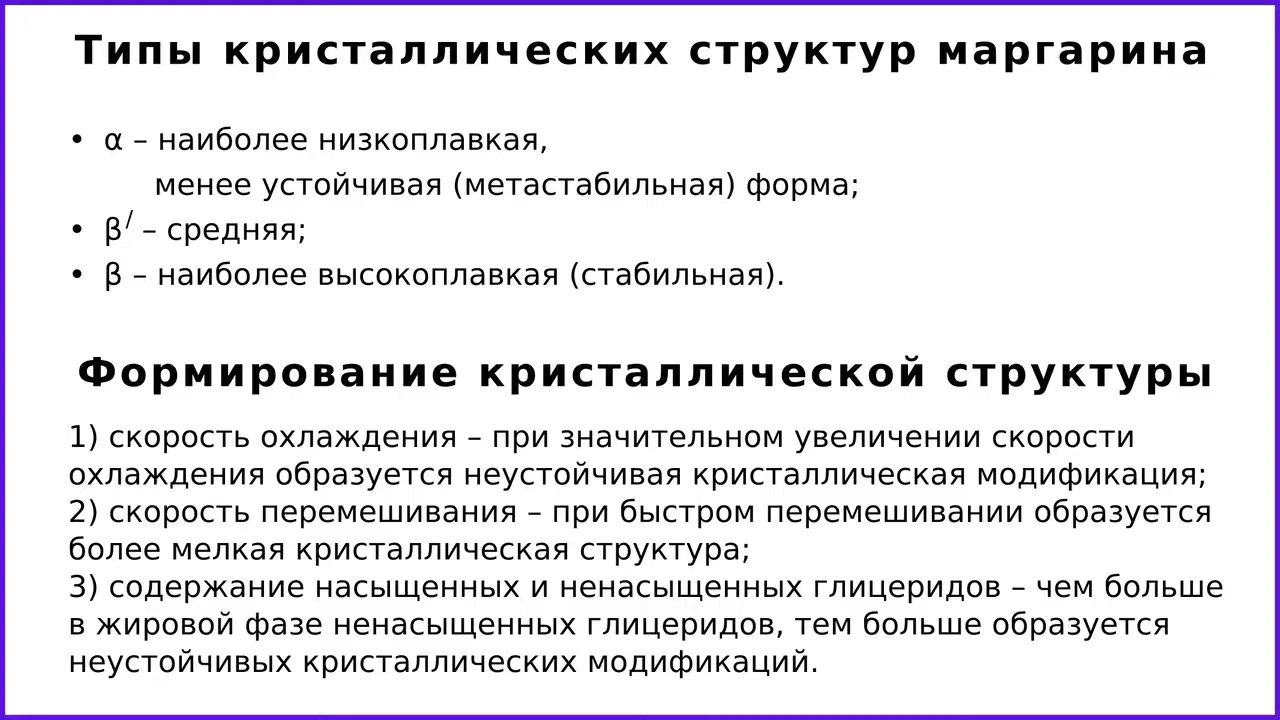 Типы кристаллических структур маргарина
• α – наиболее низкоплавкая,
менее устойчивая (метастабильная) форма;
• β/ – средняя;
• β – наиболее высокоплавкая (стабильная).
Формирование кристаллической структуры
1) скорость охлаждения – при значительном увеличении скорости
охлаждения образуется неустойчивая кристаллическая модификация;
2) скорость перемешивания – при быстром перемешивании образуется
более мелкая кристаллическая структура;
3) содержание насыщенных и ненасыщенных глицеридов – чем больше
в жировой фазе ненасыщенных глицеридов, тем больше образуется
неустойчивых кристаллических модификаций.